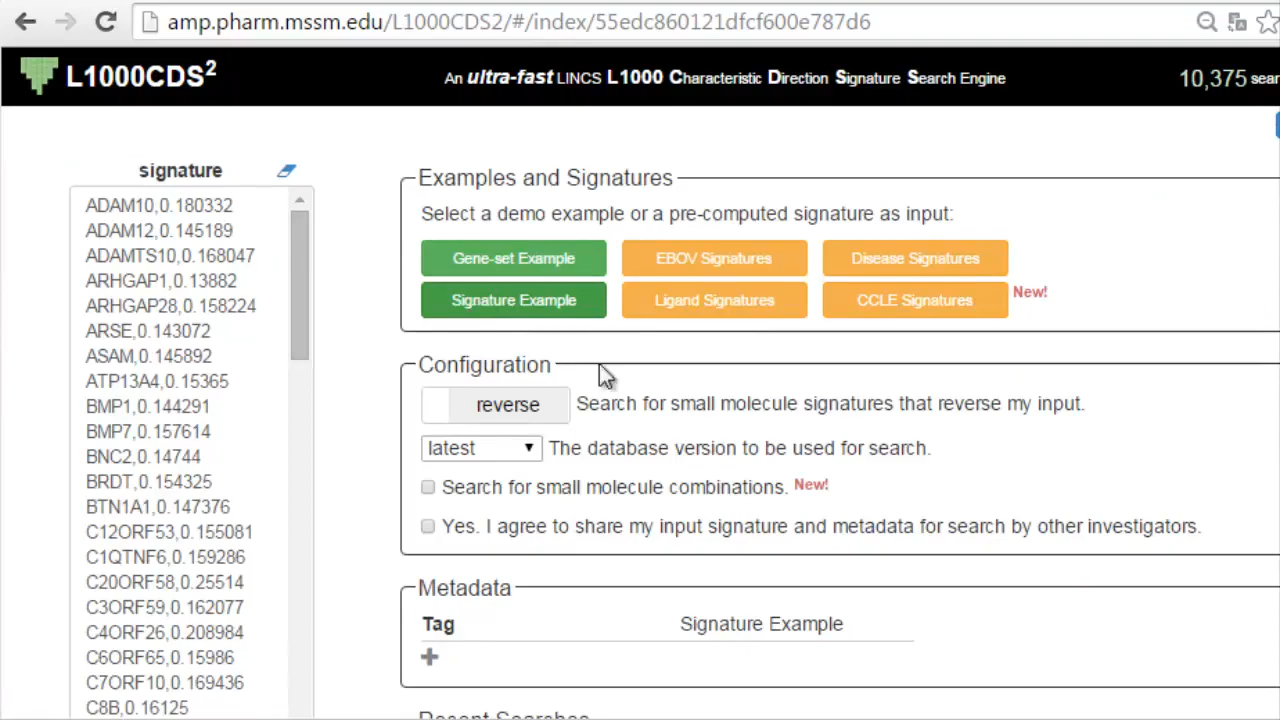 amp.pharm.mssm.edu/L1000CDS2/#/index/55edc860121dfcf600e787d6
L1000CDS2
An ultra-fast LINCS L1000 Characteristic Direction Signature Search Engine
10,375 sear
signature
ADAM10,0.180332
ADAM12,0.145189
ADAMTS10,0.168047
ARHGAP1,0.13882
ARHGAP28,0.158224
ARSE,0.143072
ASAM,0.145892
ATP13A4,0.15365
BMP1,0.144291
BMP7,0.157614
BNC2,0.14744
BRDT,0.154325
BTN1A1,0.147376
C12ORF53,0.155081
C1QTNF6,0.159286
C20ORF58,0.25514
C3ORF59,0.162077
C4ORF26,0.208984
C6ORF65,0.15986
C7ORF10,0.169436
C8B,0.16125
Examples and Signatures
Select a demo example or a pre-computed signature as input:
Gene-set Example
EBOV Signatures
Disease Signatures
Signature Example
Ligand Signatures
CCLE Signatures
New!
Configuration
reverse
Search for small molecule signatures that reverse my input.
latest
The database version to be used for search.
Search for small molecule combinations. New!
Yes. I agree to share my input signature and metadata for search by other investigators.
Metadata
Tag
Signature Example
Recent Searches